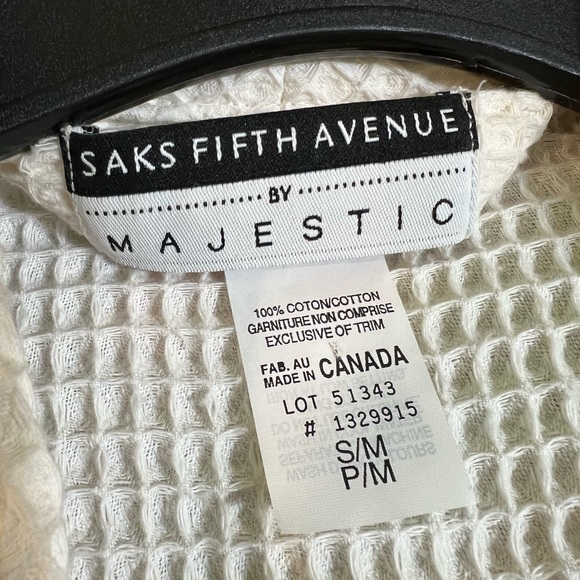 SAKS FIFTH AVENUE
BY
MAJESTIC
100% COTON/COTTON
GARNITURE NON COMPRISE
EXCLUSIVE OF TRIM
FAB. AU
MADE IN CANADA
LOT 51343
# 1329915
S/M
P/M